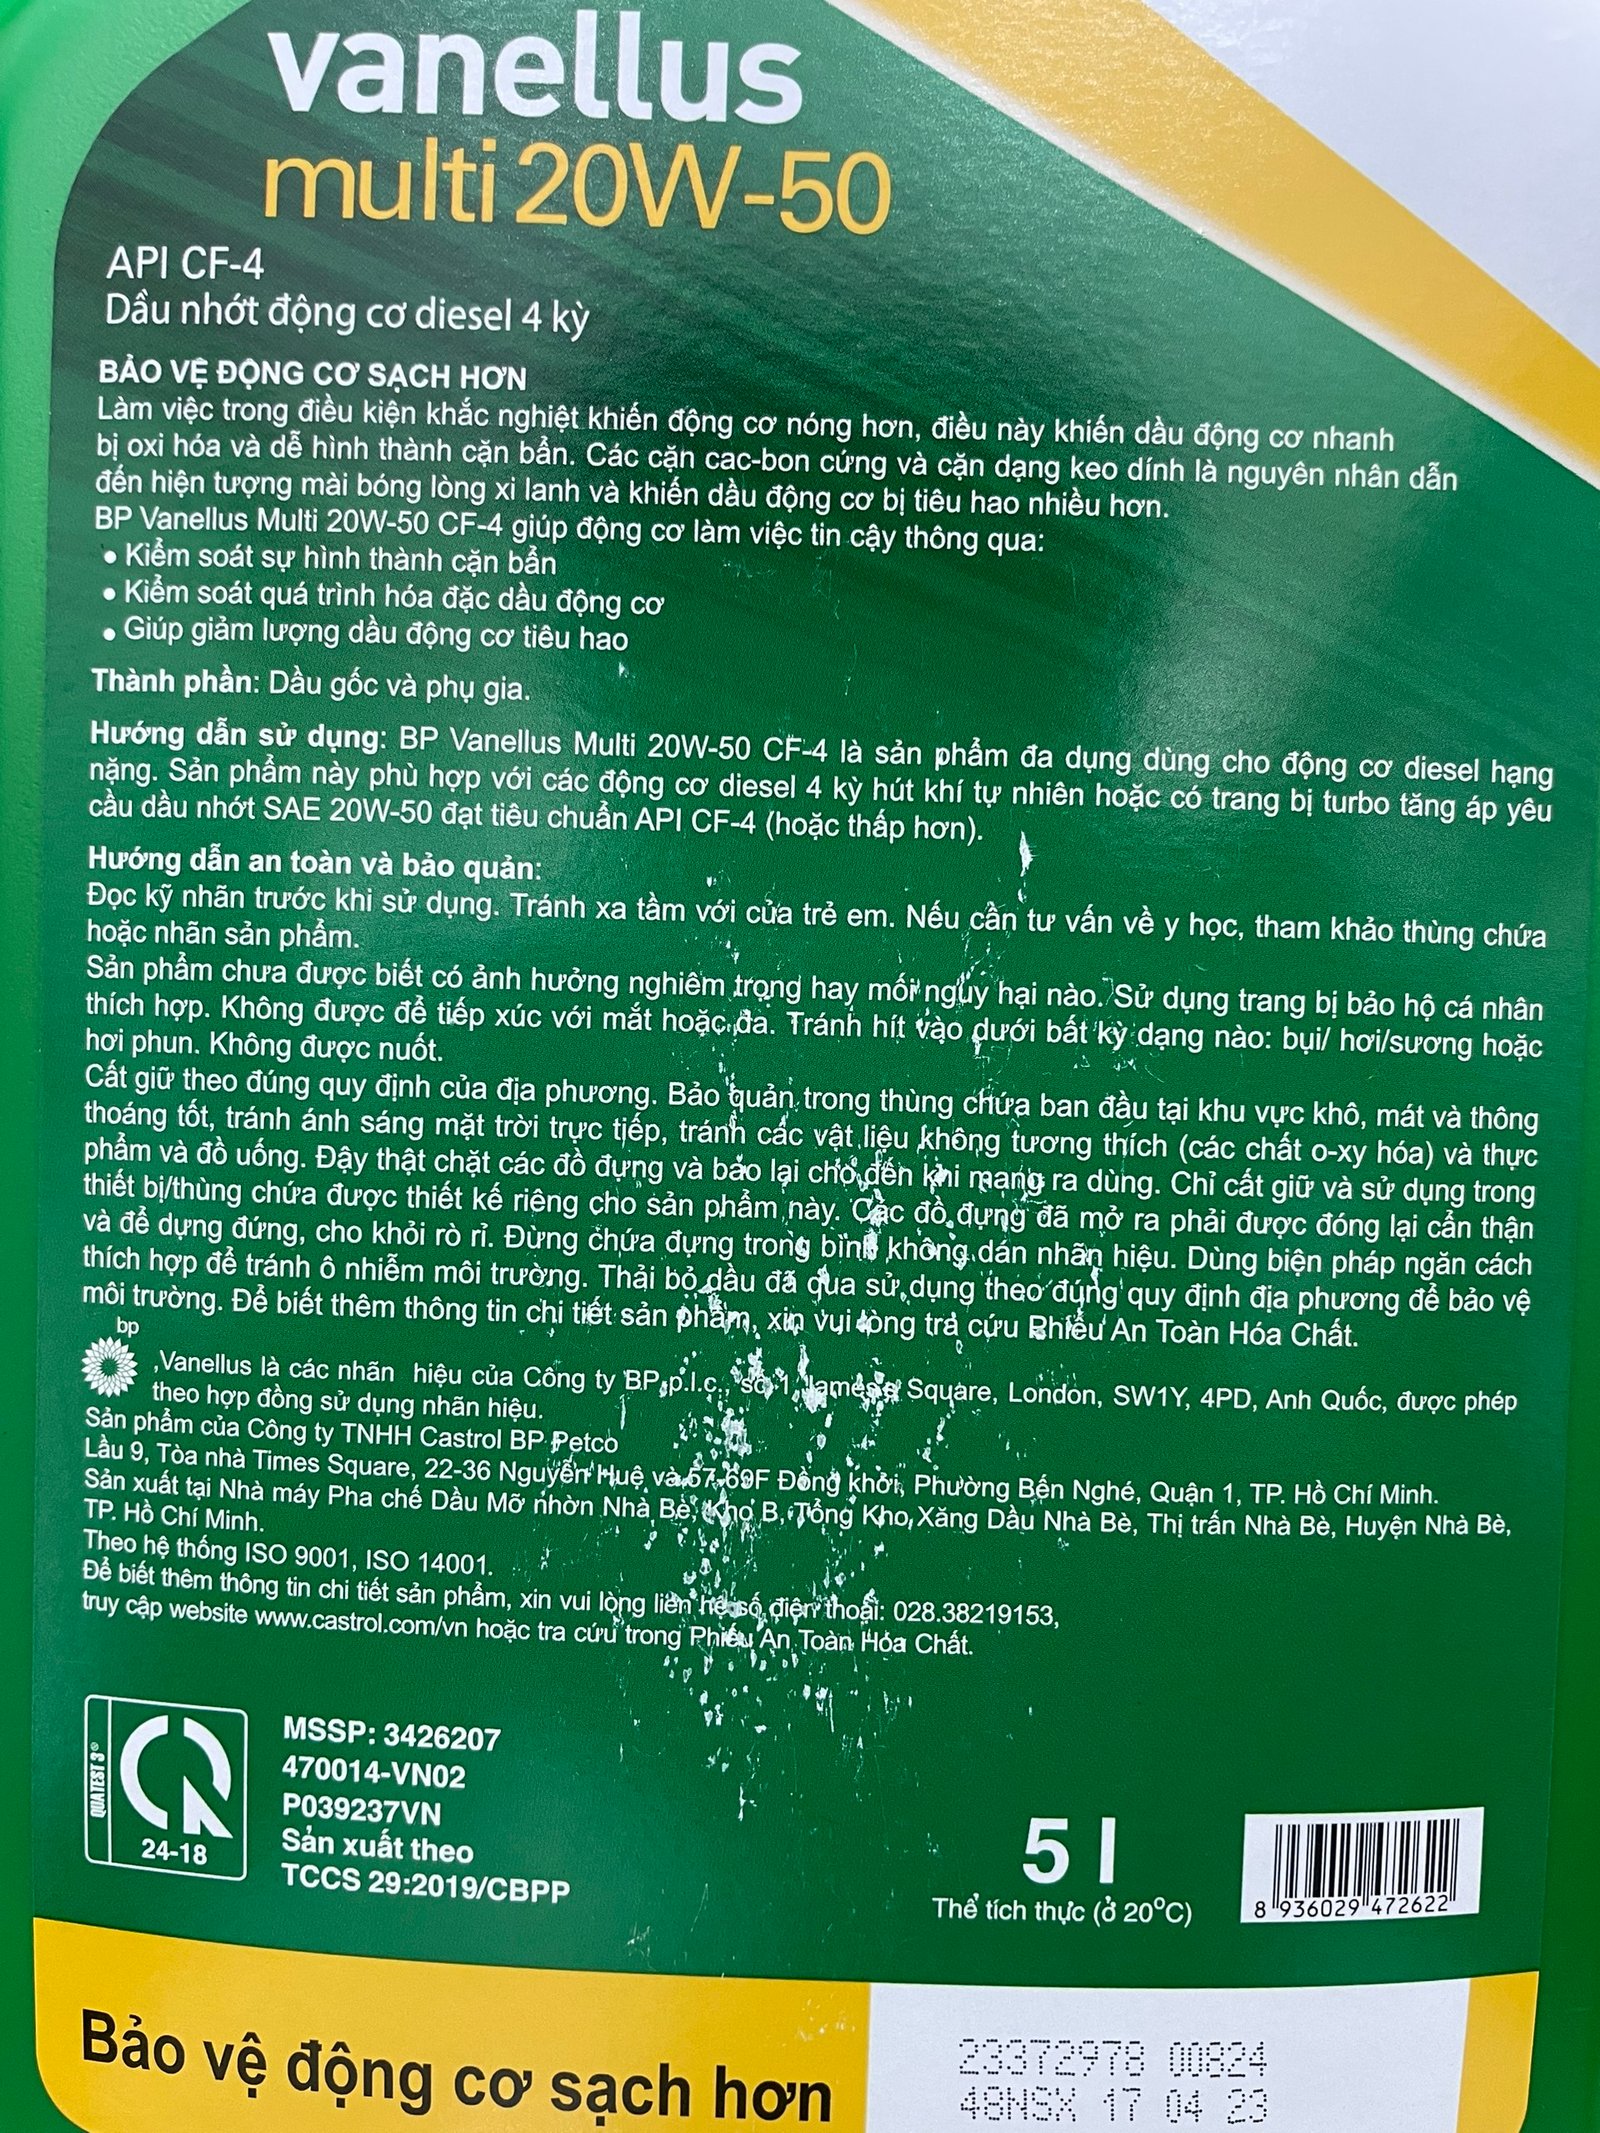 vanellus
multi 20W-50
API CF-4
Dầu nhớt động cơ diesel 4 kỳ
BẢO VỆ ĐỘNG CƠ SẠCH HƠN
Làm việc trong điều kiện khắc nghiệt khiến động cơ nóng hơn, điều này khiến dầu động cơ nhanh
bị oxi hóa và dễ hình thành cặn bẩn. Các cặn cac-bon cứng và cặn dạng keo dính là nguyên nhân dẫn
đến hiện tượng mài bóng lòng xi lanh và khiến dầu động cơ bị tiêu hao nhiều hơn.
BP Vanellus Multi 20W-50 CF-4 giúp động cơ làm việc tin cậy thông qua:
• Kiểm soát sự hình thành cặn bẩn
• Kiểm soát quá trình hóa đặc dầu động cơ
• Giúp giảm lượng dầu động cơ tiêu hao
Thành phần: Dầu gốc và phụ gia.
Hướng dẫn sử dụng: BP Vanellus Multi 20W-50 CF-4 là sản phẩm đa dụng dùng cho động cơ diesel hạng
nặng. Sản phẩm này phù hợp với các động cơ diesel 4 kỳ hút khí tự nhiên hoặc có trang bị turbo tăng áp yêu
cầu dầu nhớt SAE 20W-50 đạt tiêu chuẩn API CF-4 (hoặc thấp hơn).
Hướng dẫn an toàn và bảo quản:
Đọc kỹ nhãn trước khi sử dụng. Tránh xa tầm với của trẻ em. Nếu cần tư vấn về y học, tham khảo thùng chứa
hoặc nhãn sản phẩm.
Sản phẩm chưa được biết có ảnh hưởng nghiêm trọng hay mối nguy hại nào. Sử dụng trang bị bảo hộ cá nhân
thích hợp. Không được để tiếp xúc với mắt hoặc da. Tránh hít vào dưới bất kỳ dạng nào: bụi/ hơi/sương hoặc
hơi phun. Không được nuốt.
Cất giữ theo đúng quy định của địa phương. Bảo quản trong thùng chứa ban đầu tại khu vực khô, mát và thông
thoáng tốt, tránh ánh sáng mặt trời trực tiếp, tránh các vật liệu không tương thích (các chất o-xy hóa) và thực
phẩm và đồ uống. Đậy thật chặt các đồ đựng và bảo lại cho đến khi mang ra dùng. Chỉ cất giữ và sử dụng trong
thiết bị/thùng chứa được thiết kế riêng cho sản phẩm này. Các đồ đựng đã mở ra phải được đóng lại cẩn thận
và để dựng đứng, cho khỏi rò rỉ. Đừng chứa đựng trong bình không dán nhãn hiệu. Dùng biện pháp ngăn cách
thích hợp để tránh ô nhiễm môi trường. Thải bỏ dầu đã qua sử dụng theo đúng quy định địa phương để bảo vệ
môi trường. Để biết thêm thông tin chi tiết sản phẩm, xin vui lòng tra cứu Phiếu An Toàn Hóa Chất.
bp
,Vanellus là các nhãn hiệu của Công ty BP p.l.c., số 1, James's Square, London, SW1Y, 4PD, Anh Quốc, được phép
theo hợp đồng sử dụng nhãn hiệu.
Sản phẩm của Công ty TNHH Castrol BP Petco
Lầu 9, Tòa nhà Times Square, 22-36 Nguyễn Huệ và 57-69F Đồng khởi, Phường Bến Nghé, Quận 1, TP. Hồ Chí Minh.
Sản xuất tại Nhà máy Pha chế Dầu Mỡ nhờn Nhà Bè, Kho B, Tổng Kho Xăng Dầu Nhà Bè, Thị trấn Nhà Bè, Huyện Nhà Bè,
TP. Hồ Chí Minh.
Theo hệ thống ISO 9001, ISO 14001.
Để biết thêm thông tin chi tiết sản phẩm, xin vui lòng liên hệ số điện thoại: 028.38219153,
truy cập website www.castrol.com/vn hoặc tra cứu trong Phiếu An Toàn Hóa Chất.
QUATEST 3®
24-18
MSSP: 3426207
470014-VN02
P039237VN
Sản xuất theo
TCCS 29:2019/CBPP
5 l
Thể tích thực (ở 20°C)
8 936029 472622
Bảo vệ động cơ sạch hơn
23372978 00824
48NSX 17 04 23